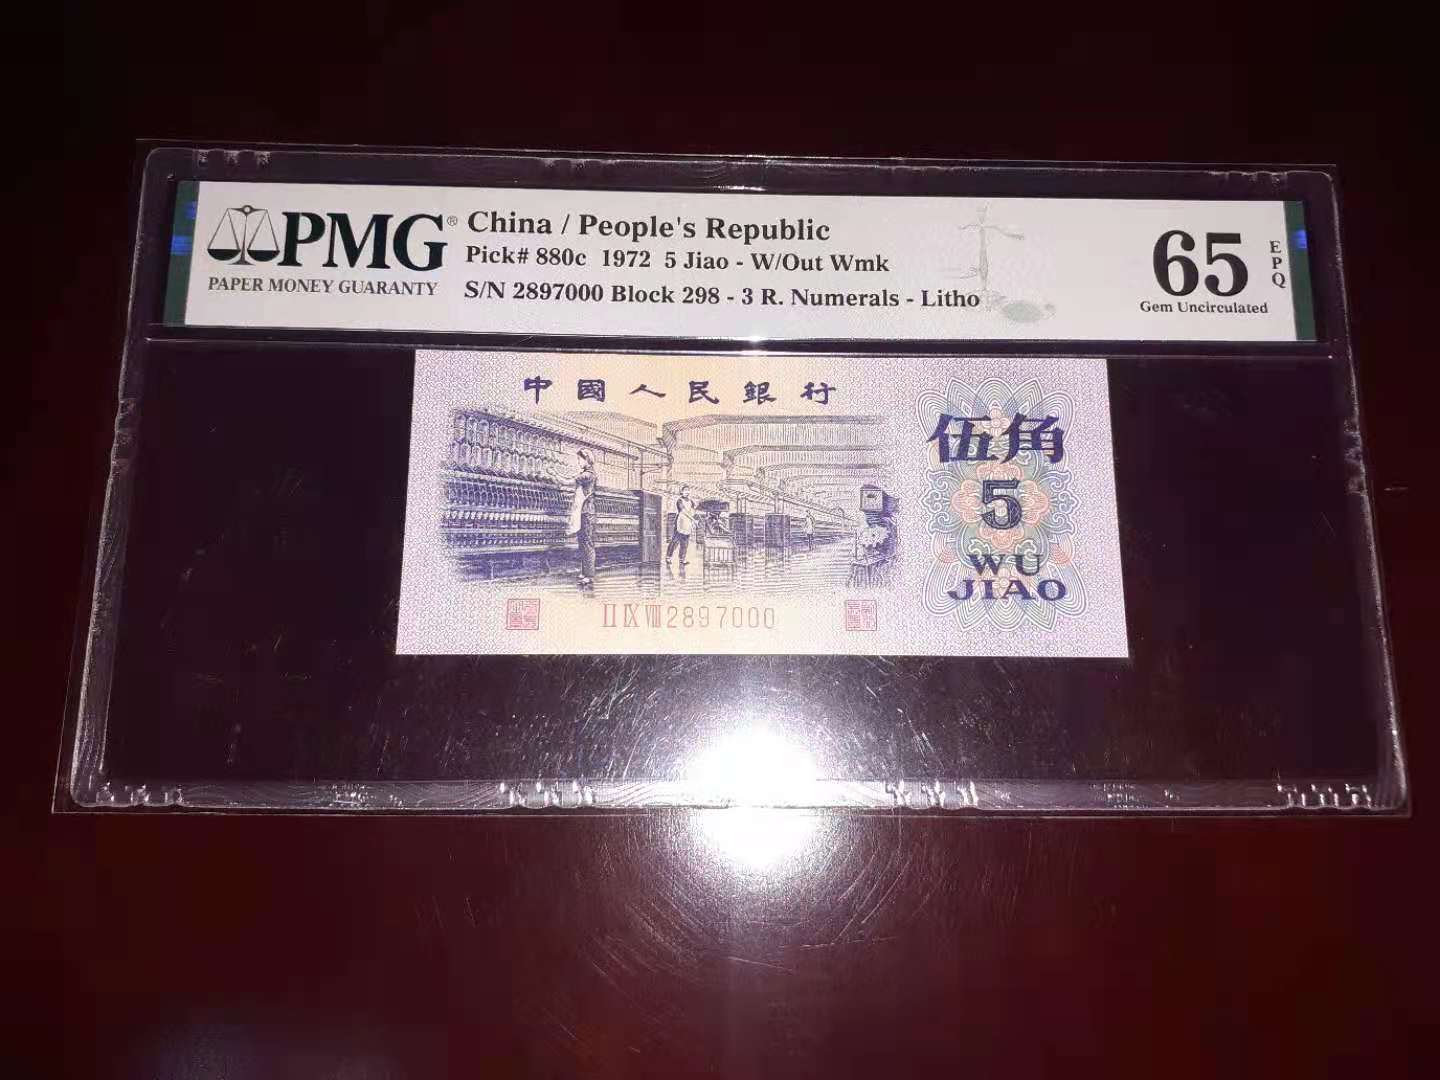 PMG®
PAPER MONEY GUARANTY
China / People's Republic
Pick# 880c 1972 5 Jiao - W/Out Wmk
S/N 2897000 Block 298 - 3 R. Numerals - Litho
65
EPQ
Gem Uncirculated
中國人民銀行
伍角
5
WU
JIAO
II IX VIII 2897000